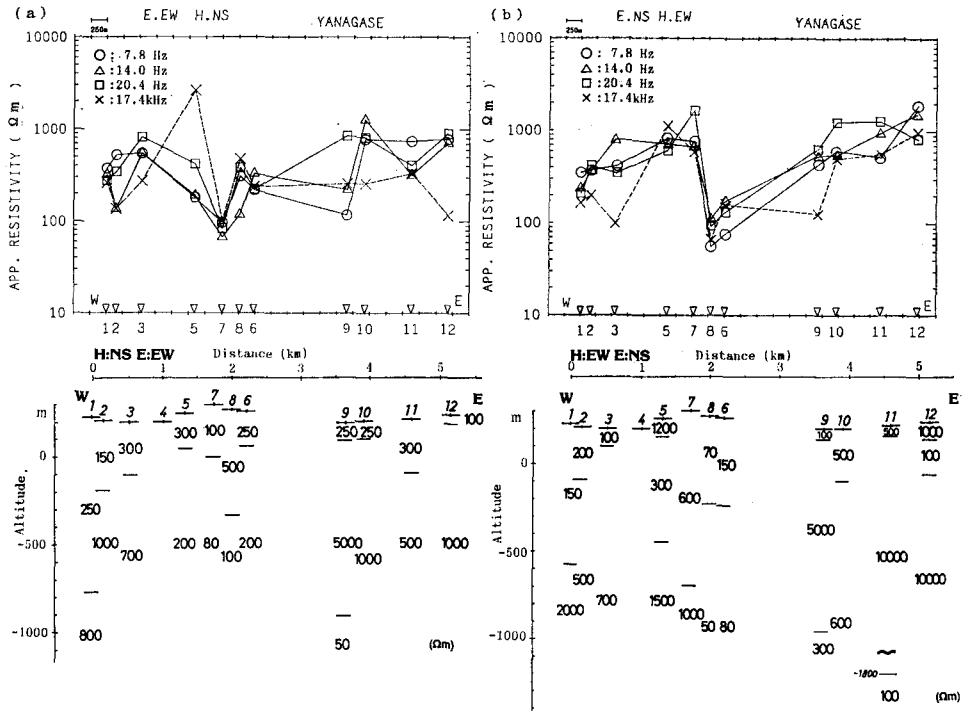 (a)
E.EW H.NS
YANAGASE
250m
10000
1000
100
10
APP. RESISTIVITY (Ωm)
○: 7.8 Hz
△:14.0 Hz
□:20.4 Hz
×:17.4kHz
W
E
1 2 3 5 7 8 6 9 10 11 12
H:NS E:EW
Distance (km)
0 1 2 3 4 5
W
E
m
0
-500
-1000
Altitude.
1 2 3 4 5 7 8 6 9 10 11 12
100
300 100 250 250 250
150 300 500 300
250
1000 700 200 80 100 200 5000 1000 500 1000
800
50
(Ωm)
(b)
E.NS H.EW
YANAGASE
250m
10000
1000
100
10
APP. RESISTIVITY (Ωm)
○: 7.8 Hz
△:14.0 Hz
□:20.4 Hz
×:17.4kHz
W
E
1 2 3 5 7 8 6 9 10 11 12
H:EW E:NS
Distance (km)
0 1 2 3 4 5
W
E
m
0
-500
-1000
Altitude.
1 2 3 4 5 7 8 6 9 10 11 12
100 1200 100 500 1000
200 70 150 500 100
150 300 600
5000
10000
500 10000
2000 700 1500 1000 50 80 600
300
-1800
100
(Ωm)